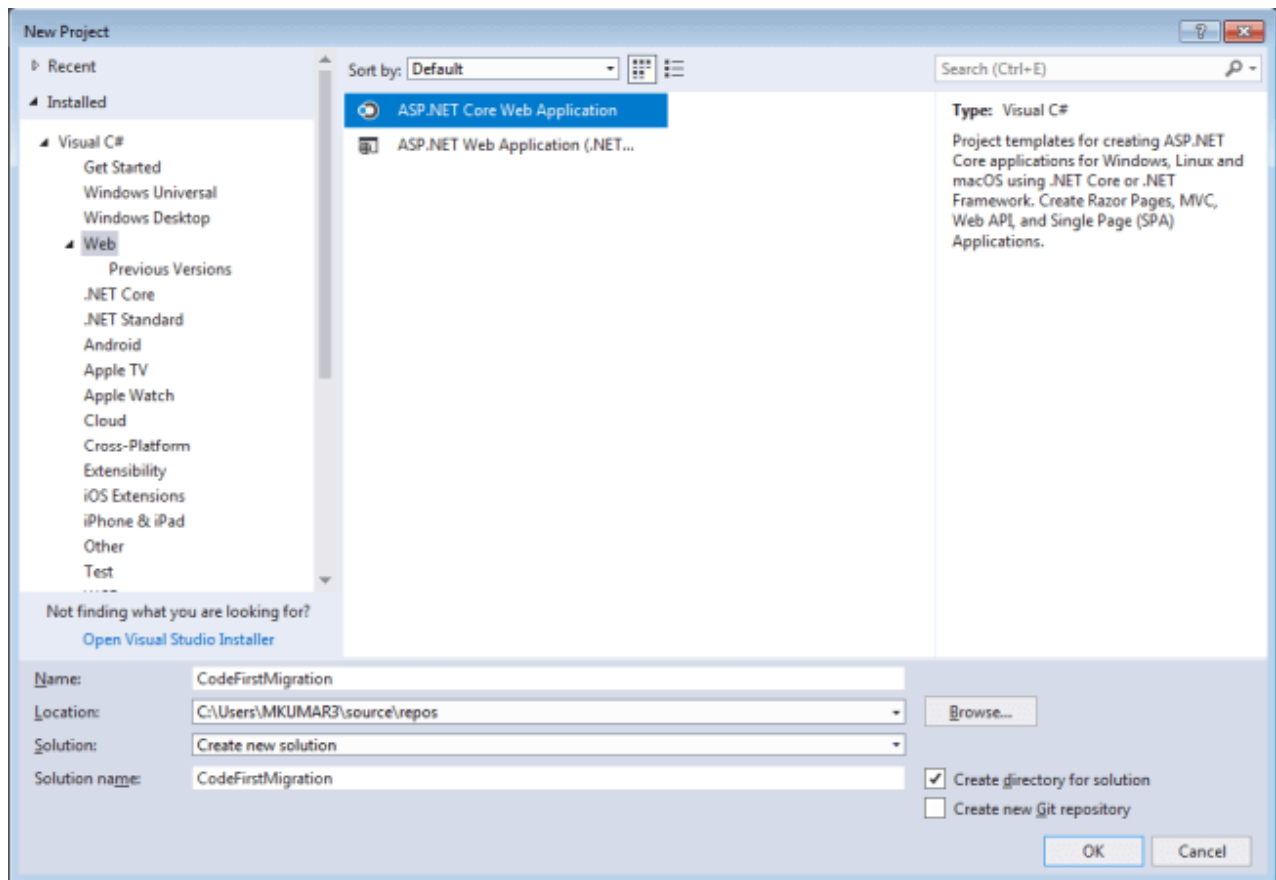 New Project
Recent
Installed
Visual C#
Get Started
Windows Universal
Windows Desktop
Web
Previous Versions
.NET Core
.NET Standard
Android
Apple TV
Apple Watch
Cloud
Cross-Platform
Extensibility
iOS Extensions
iPhone & iPad
Other
Test
Not finding what you are looking for?
Open Visual Studio Installer
Sort by: Default
ASP.NET Core Web Application
ASP.NET Web Application (.NET...
Search (Ctrl+E)
Type: Visual C#
Project templates for creating ASP.NET
Core applications for Windows, Linux and
macOS using .NET Core or .NET
Framework. Create Razor Pages, MVC,
Web API, and Single Page (SPA)
Applications.
Name: CodeFirstMigration
Location: C:\Users\MKUMAR3\source\repos
Browse...
Solution: Create new solution
Solution name: CodeFirstMigration
Create directory for solution
Create new Git repository
OK Cancel